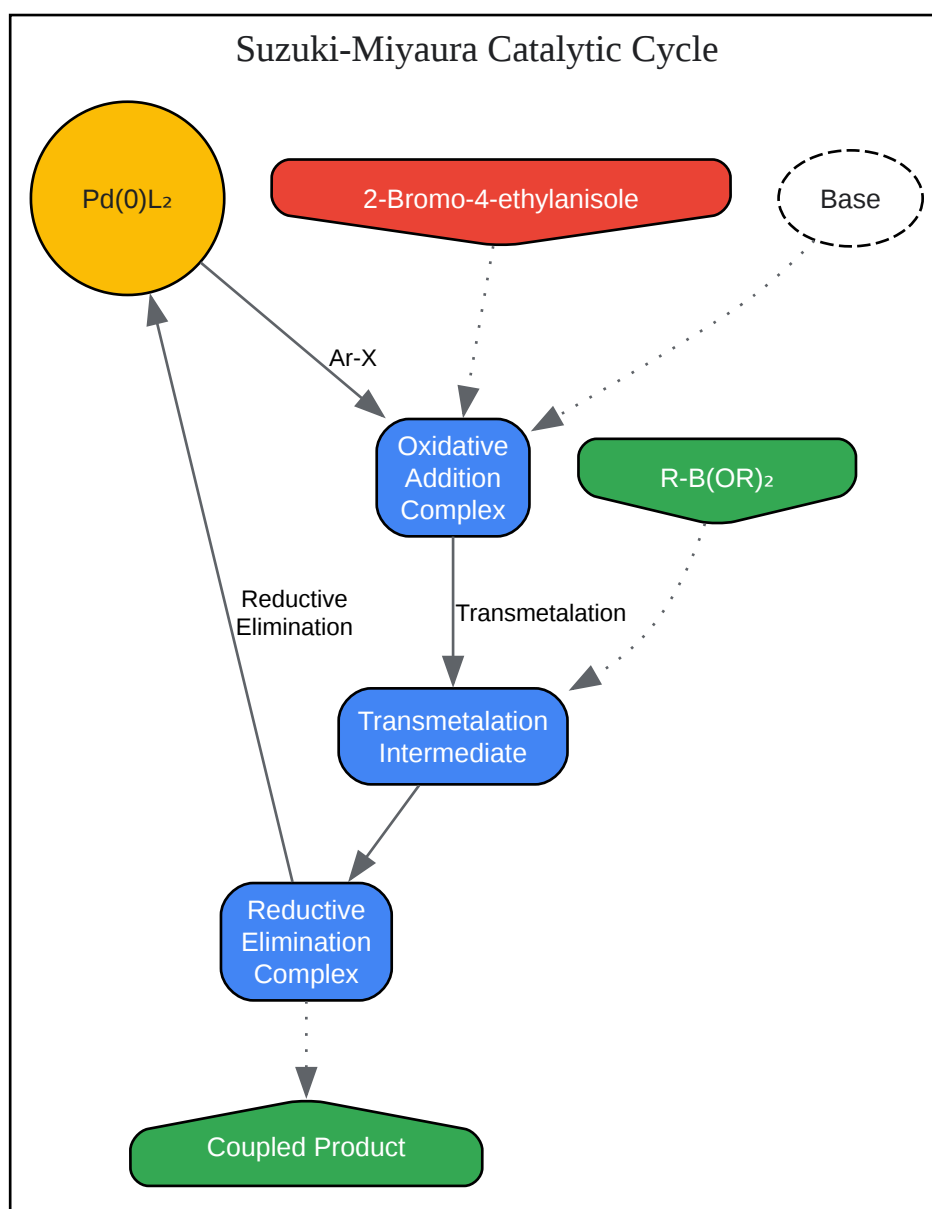 Suzuki-Miyaura Catalytic Cycle
Pd(0)L₂
2-Bromo-4-ethylanisole
Base
Ar-X
Oxidative
Addition
Complex
R-B(OR)₂
Reductive
Elimination
Transmetalation
Transmetalation
Intermediate
Reductive
Elimination
Complex
Coupled Product